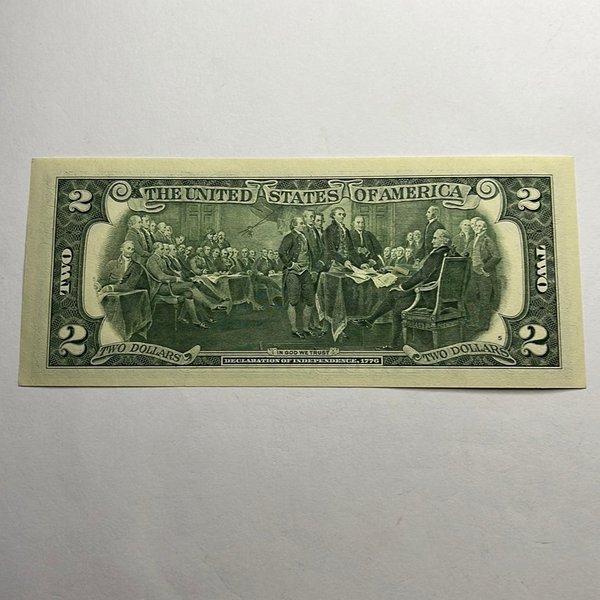 2 THE UNITED STATES OF AMERICA 2
TWO
TWO
2 TWO DOLLARS
IN GOD WE TRUST
DECLARATION OF INDEPENDENCE, 1776
TWO DOLLARS 2
5